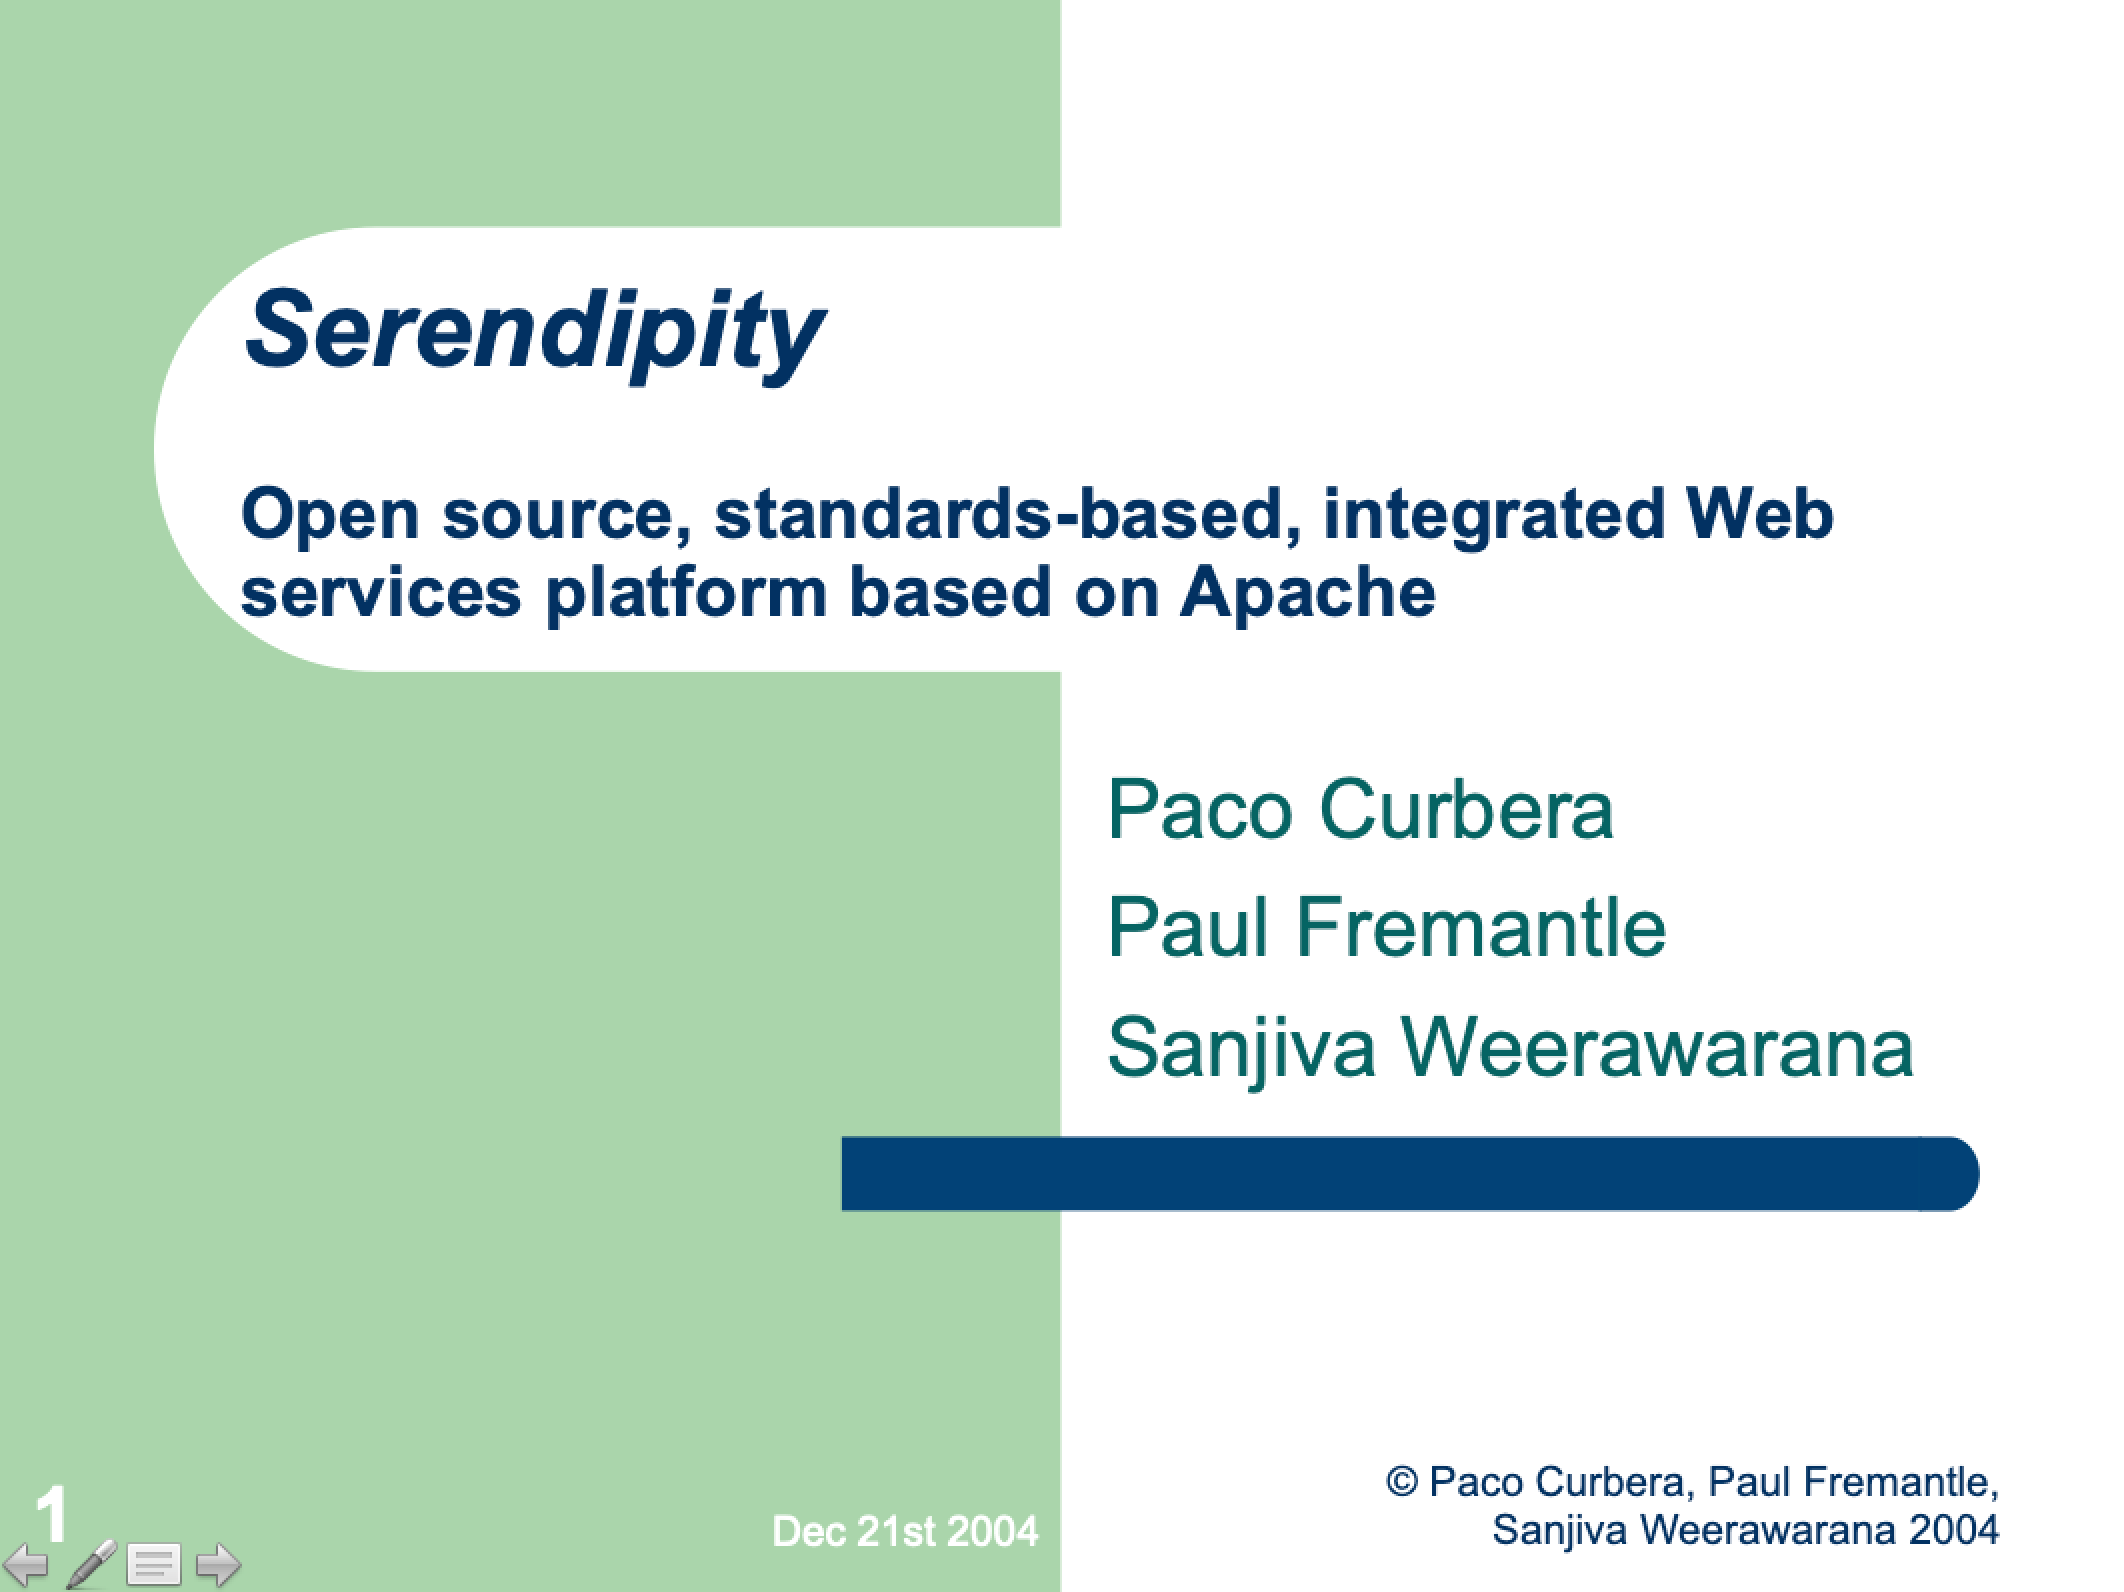 Serendipity
Open source, standards-based, integrated Web
services platform based on Apache
Paco Curbera
Paul Fremantle
Sanjiva Weerawarana
1
Dec 21st 2004
© Paco Curbera, Paul Fremantle,
Sanjiva Weerawarana 2004